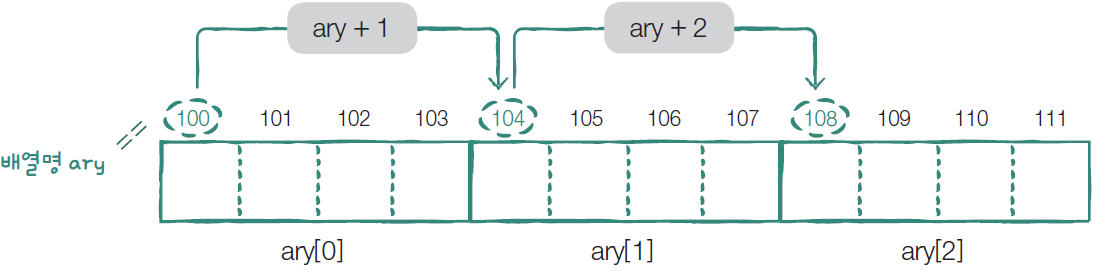 ary + 1 ary + 2
100 101 102 103 104 105 106 107 108 109 110 111
배열명 ary
ary[0] ary[1] ary[2]